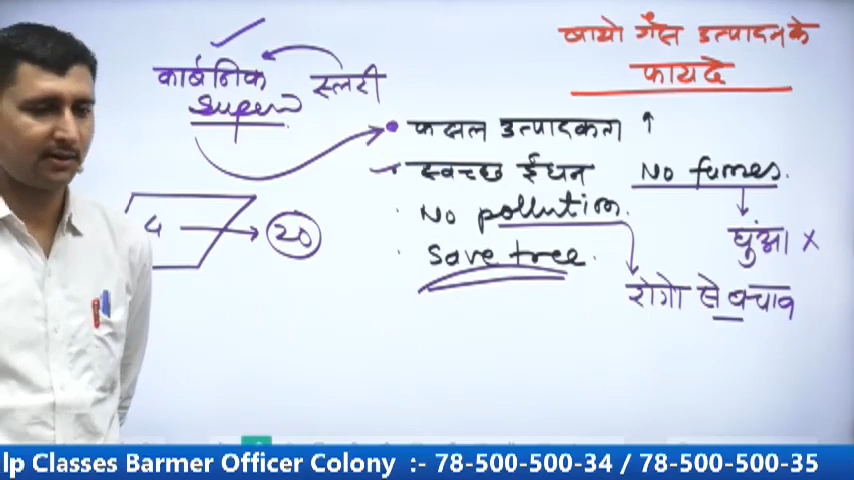 बायो गैस उत्पादन के
फायदे
कार्बनिक
स्लरी
Super
फसल उत्पादकता ↑
स्वच्छ ईंधन
No fumes.
No pollution.
धुंआ x
4
20
Save tree.
रोगो से बचाव
lp Classes Barmer Officer Colony :- 78-500-500-34 / 78-500-500-35